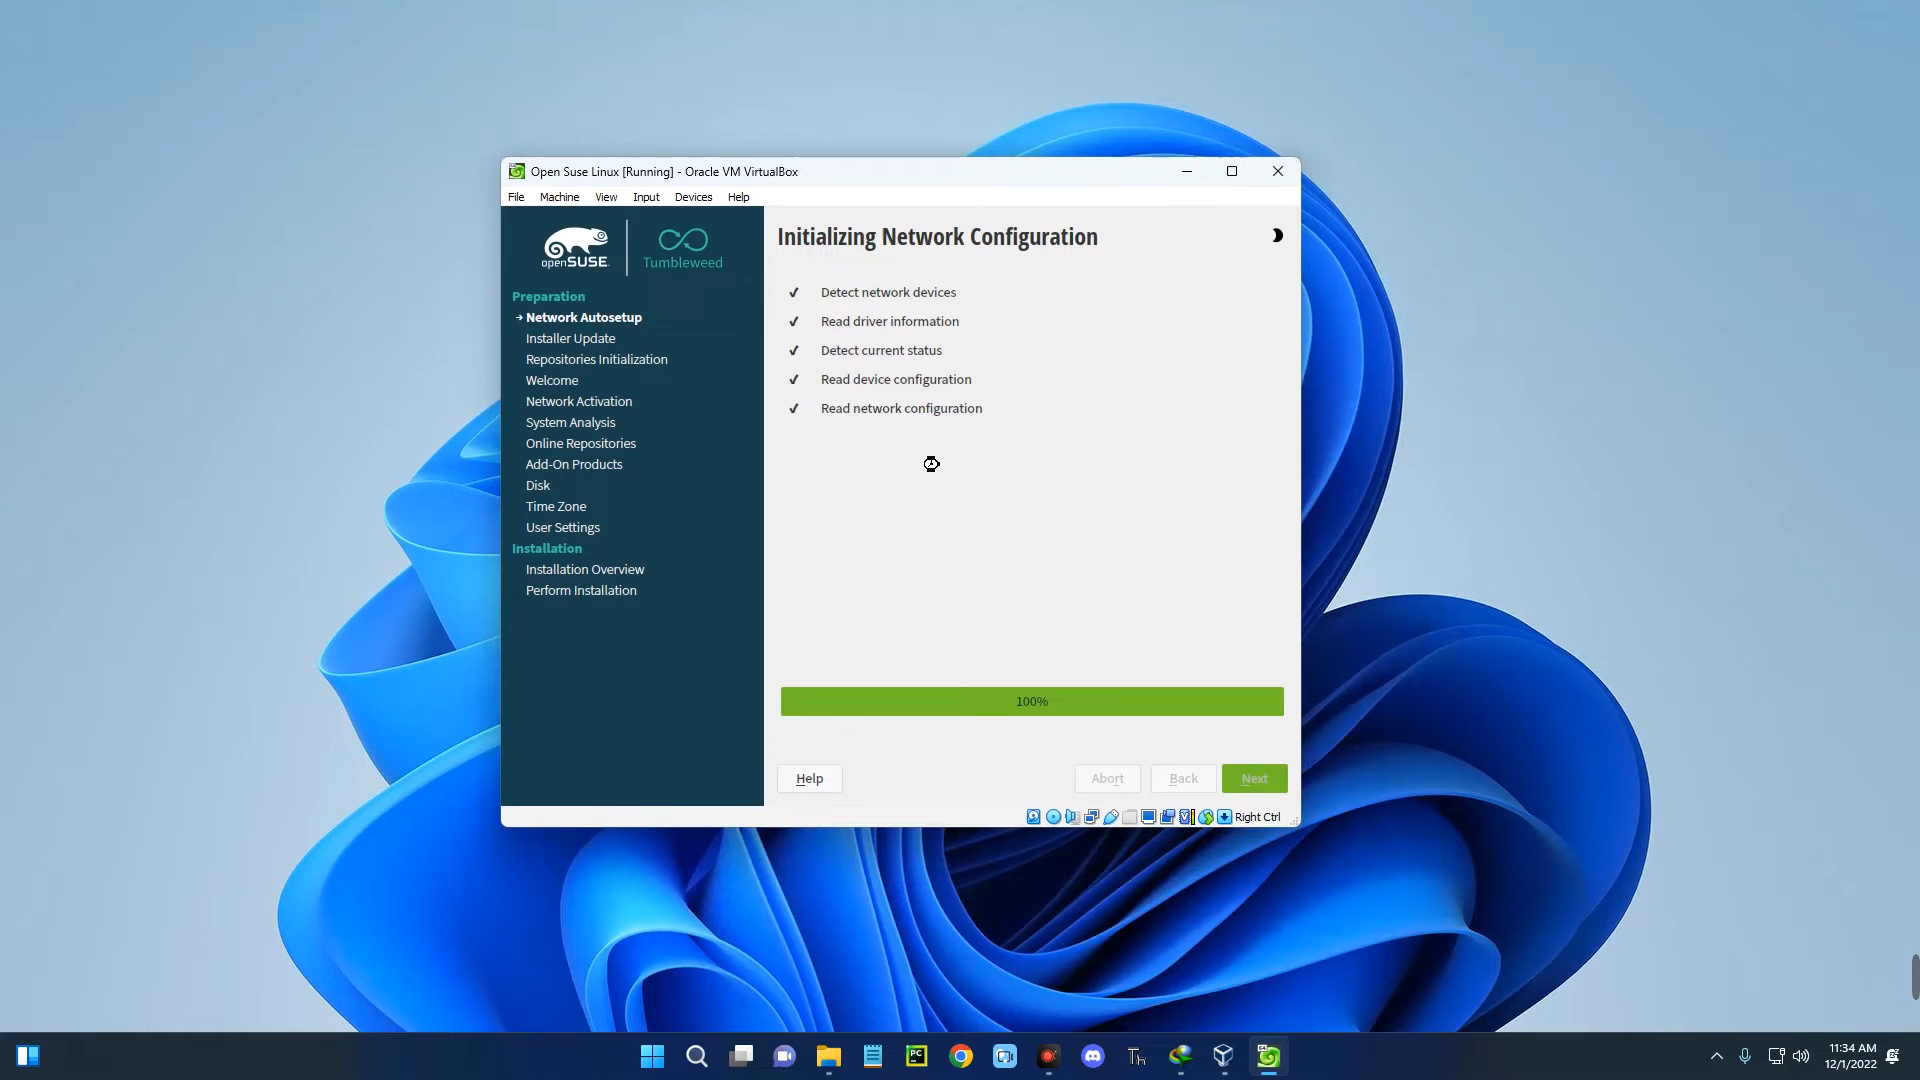 Open Suse Linux [Running] - Oracle VM VirtualBox
File Machine View Input Devices Help
openSUSE
Tumbleweed
Preparation
Network Autosetup
Installer Update
Repositories Initialization
Welcome
Network Activation
System Analysis
Online Repositories
Add-On Products
Disk
Time Zone
User Settings
Installation
Installation Overview
Perform Installation
Initializing Network Configuration
Detect network devices
Read driver information
Detect current status
Read device configuration
Read network configuration
100%
Help Abort Back Next
Right Ctrl
PC
Th
11:34 AM
12/1/2022